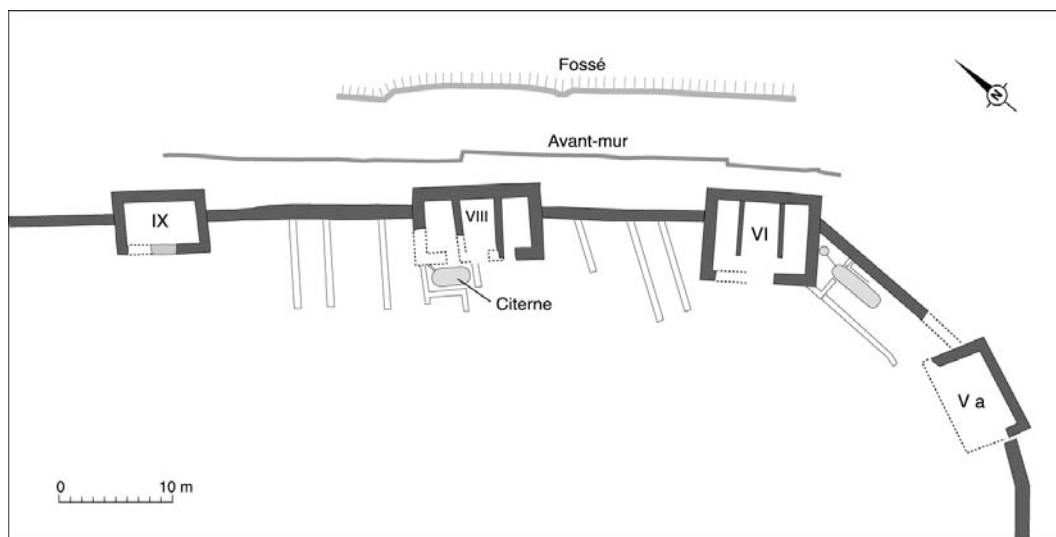 Fossé
N
Avant-mur
IX
VIII
VI
Citerne
V a
0 10 m